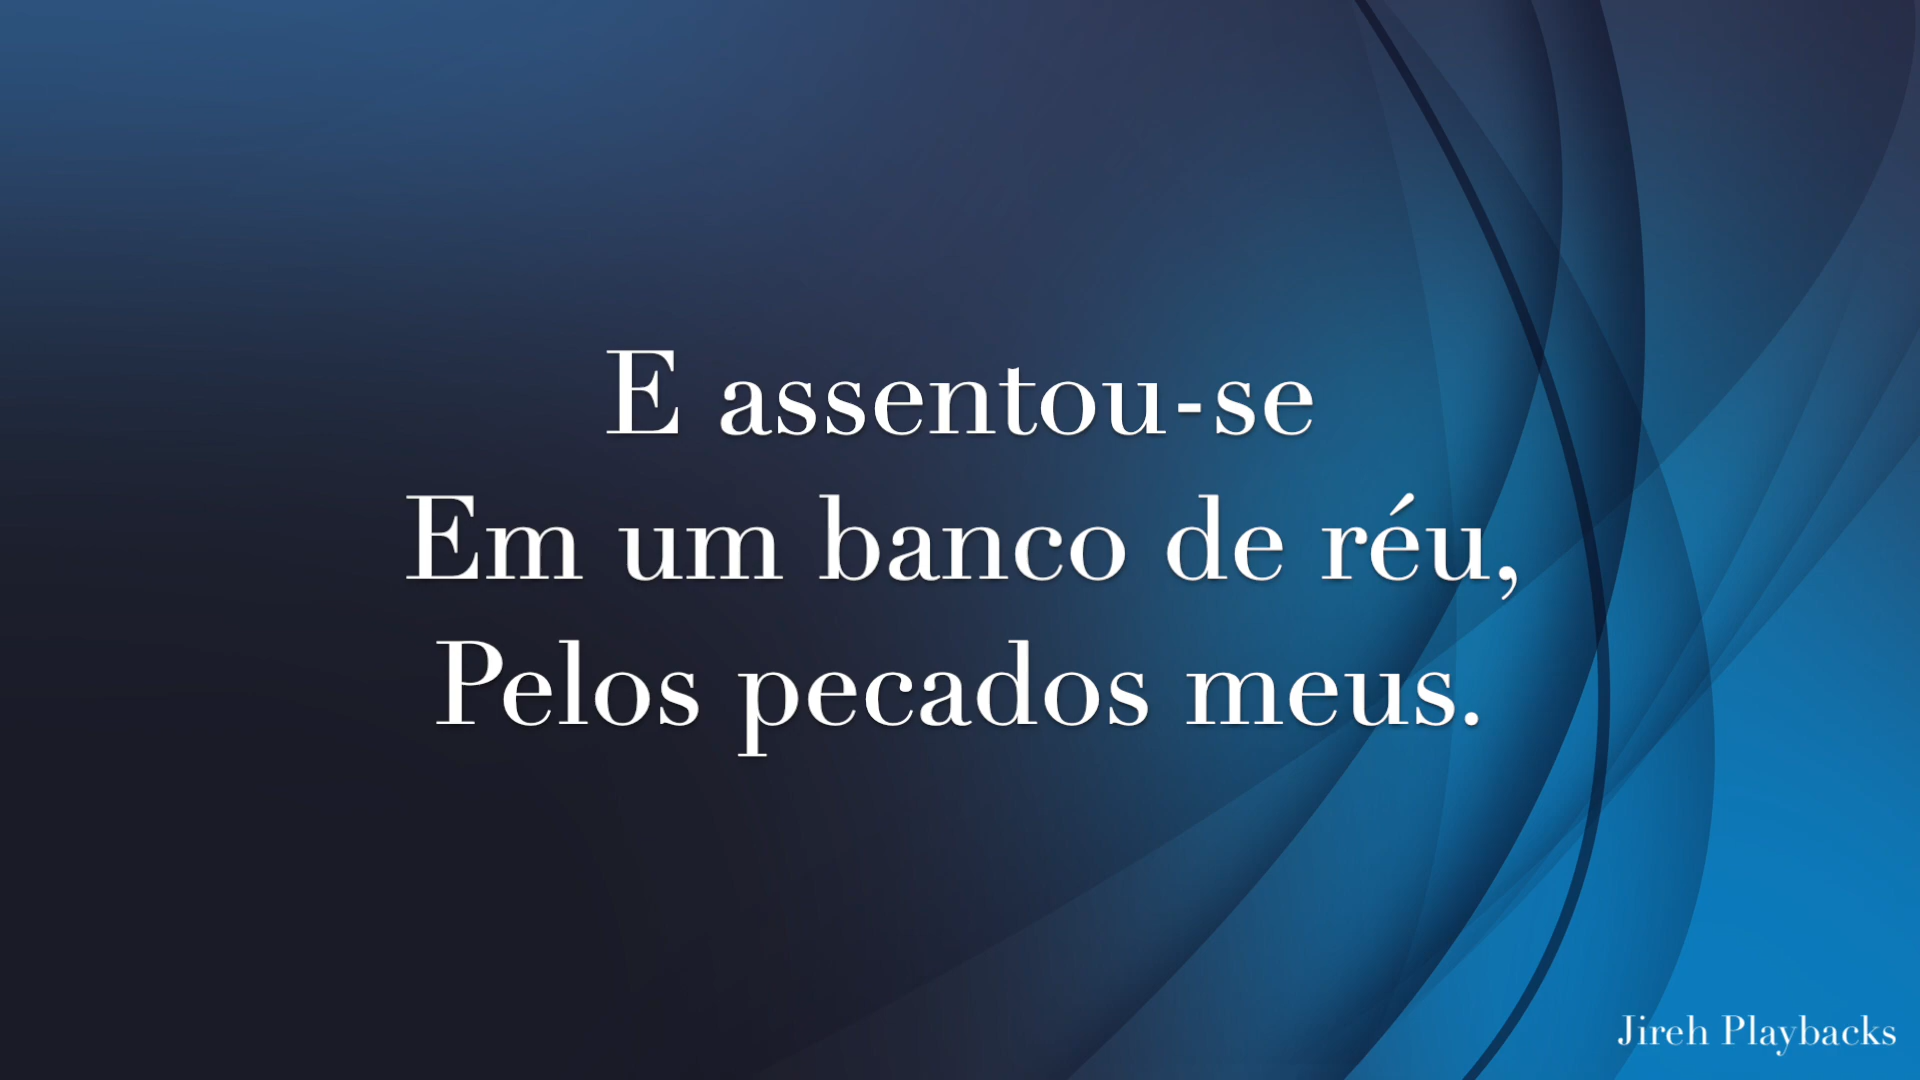 E assentou-se
Em um banco de réu,
Pelos pecados meus.
Jireh Playbacks